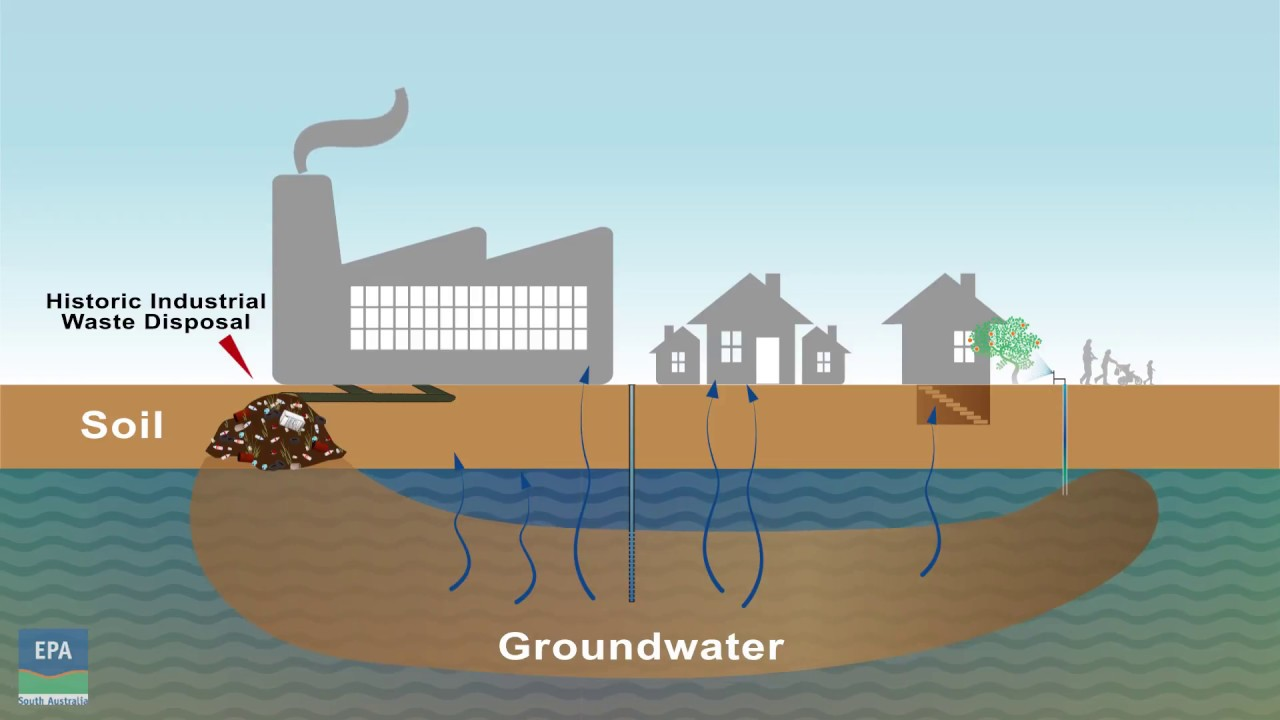 Historic Industrial
Waste Disposal
Soil
Groundwater
EPA
South Australia